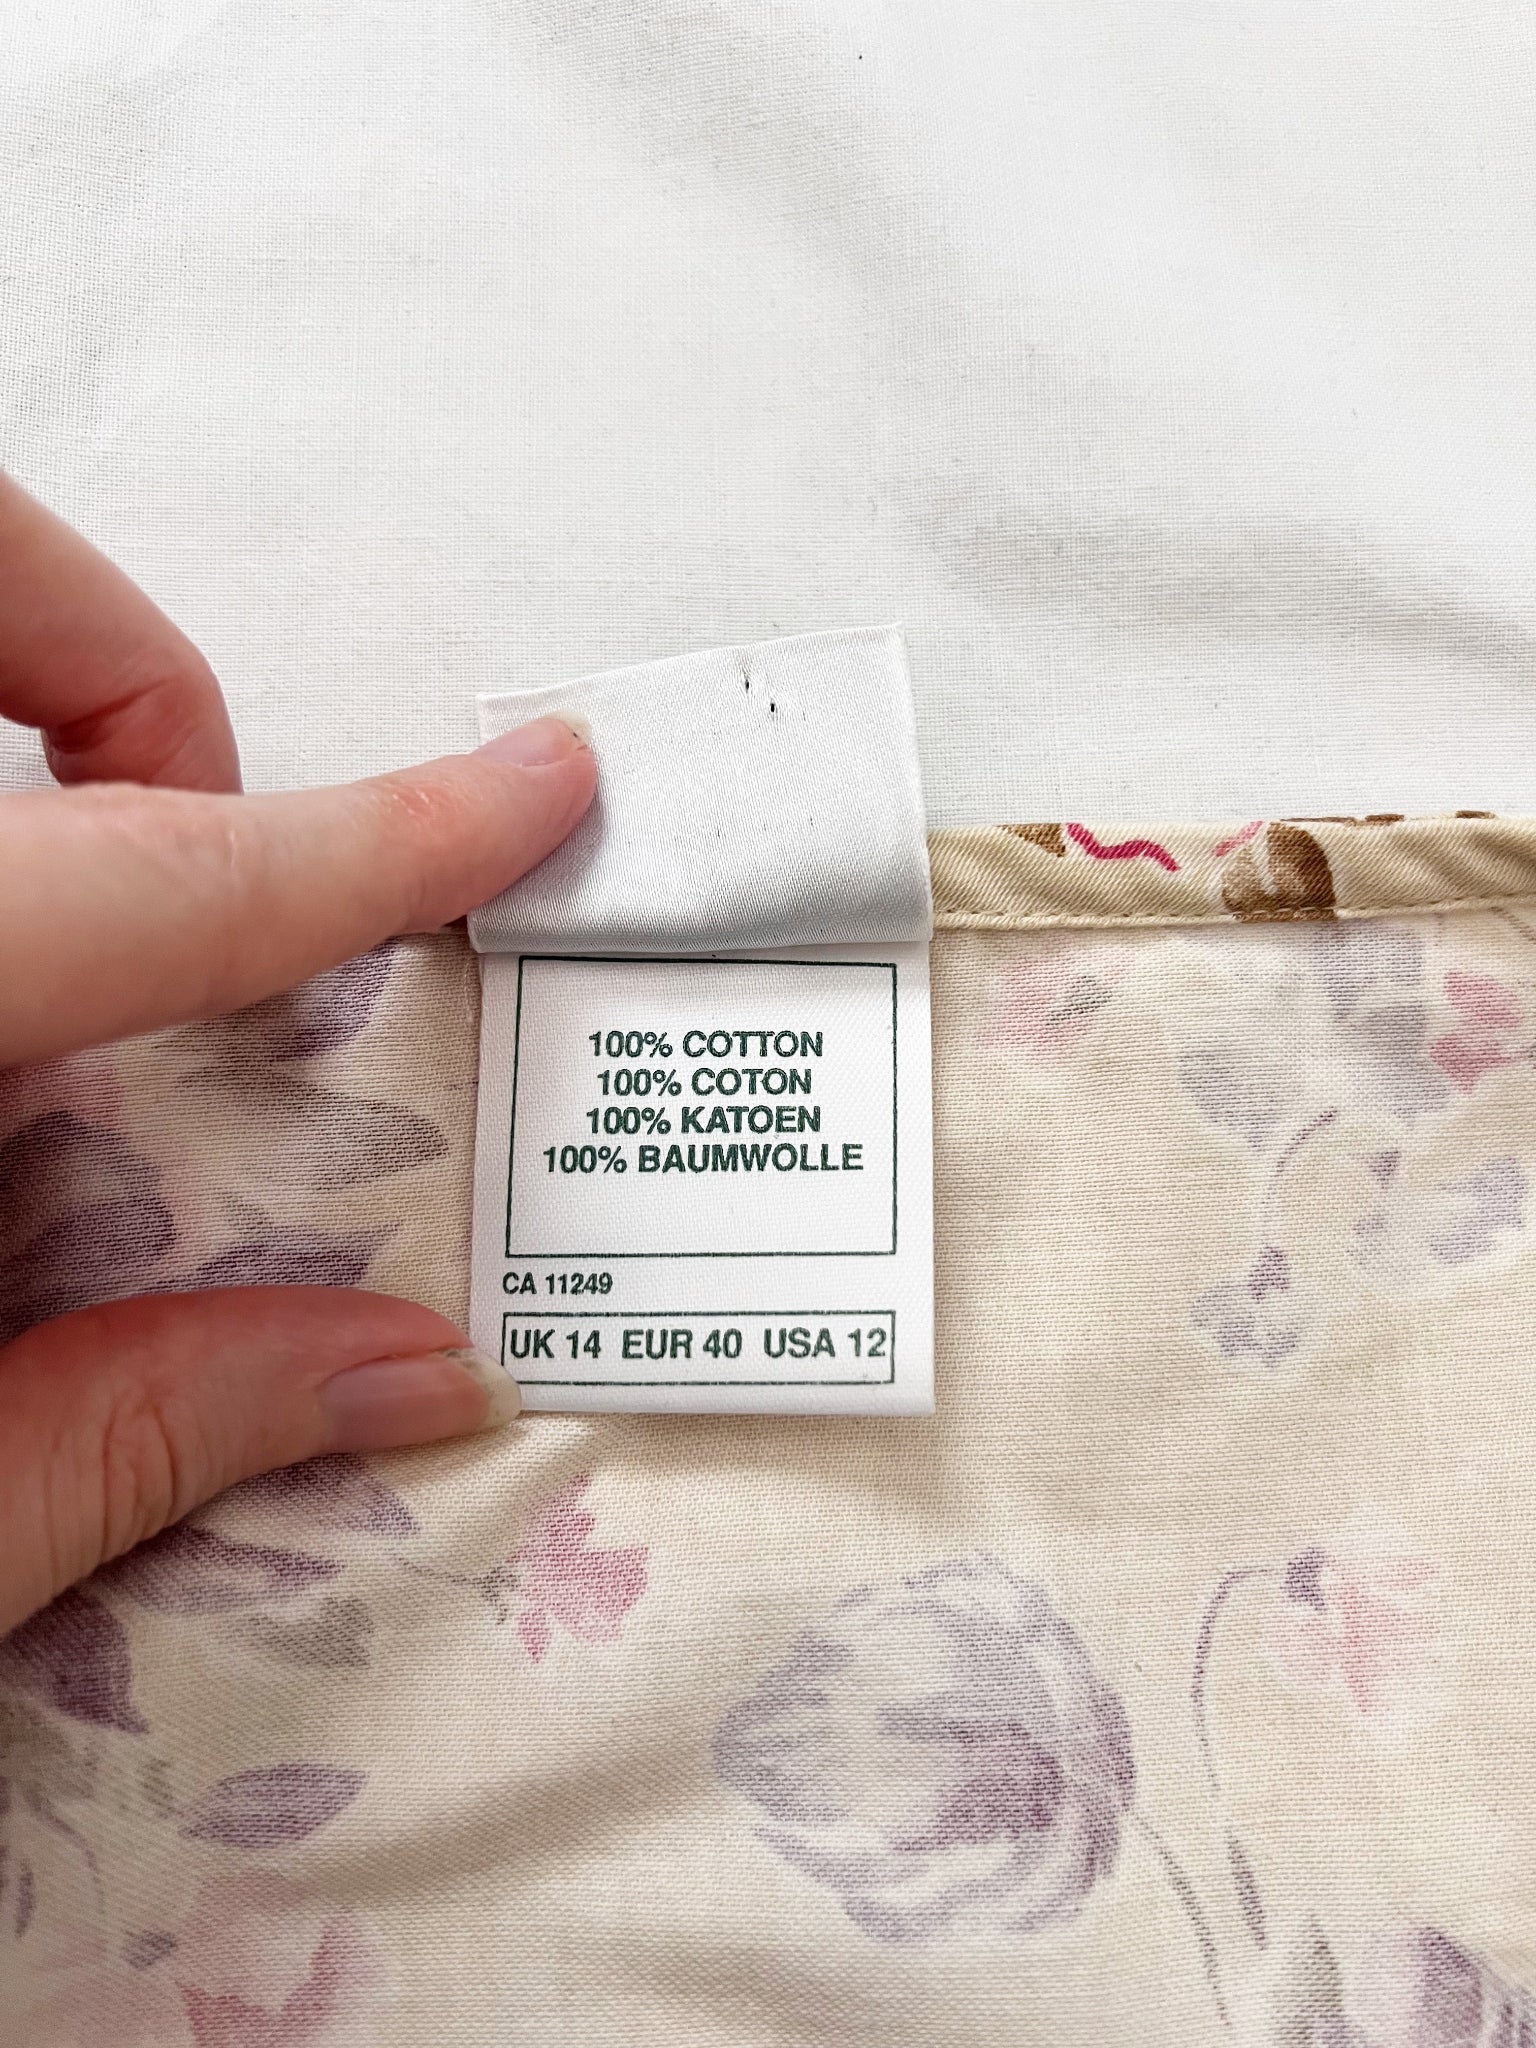 100% COTTON
100% COTON
100% KATOEN
100% BAUMWOLLE
CA 11249
UK 14 EUR 40 USA 12